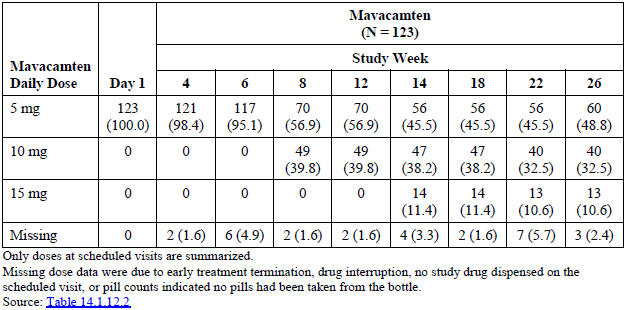 Mavacamten
(N = 123)
Mavacamten
Daily Dose
Day 1
Study Week
4 6 8 12 14 18 22 26
5 mg 123 121 117 70 70 56 56 56 60
(100.0) (98.4) (95.1) (56.9) (56.9) (45.5) (45.5) (45.5) (48.8)
10 mg 0 0 0 49 49 47 47 40 40
(39.8) (39.8) (38.2) (38.2) (32.5) (32.5)
15 mg 0 0 0 0 0 14 14 13 13
(11.4) (11.4) (10.6) (10.6)
Missing 0 2 (1.6) 6 (4.9) 2 (1.6) 2 (1.6) 4 (3.3) 2 (1.6) 7 (5.7) 3 (2.4)
Only doses at scheduled visits are summarized.
Missing dose data were due to early treatment termination, drug interruption, no study drug dispensed on the
scheduled visit, or pill counts indicated no pills had been taken from the bottle.
Source: Table 14.1.12.2